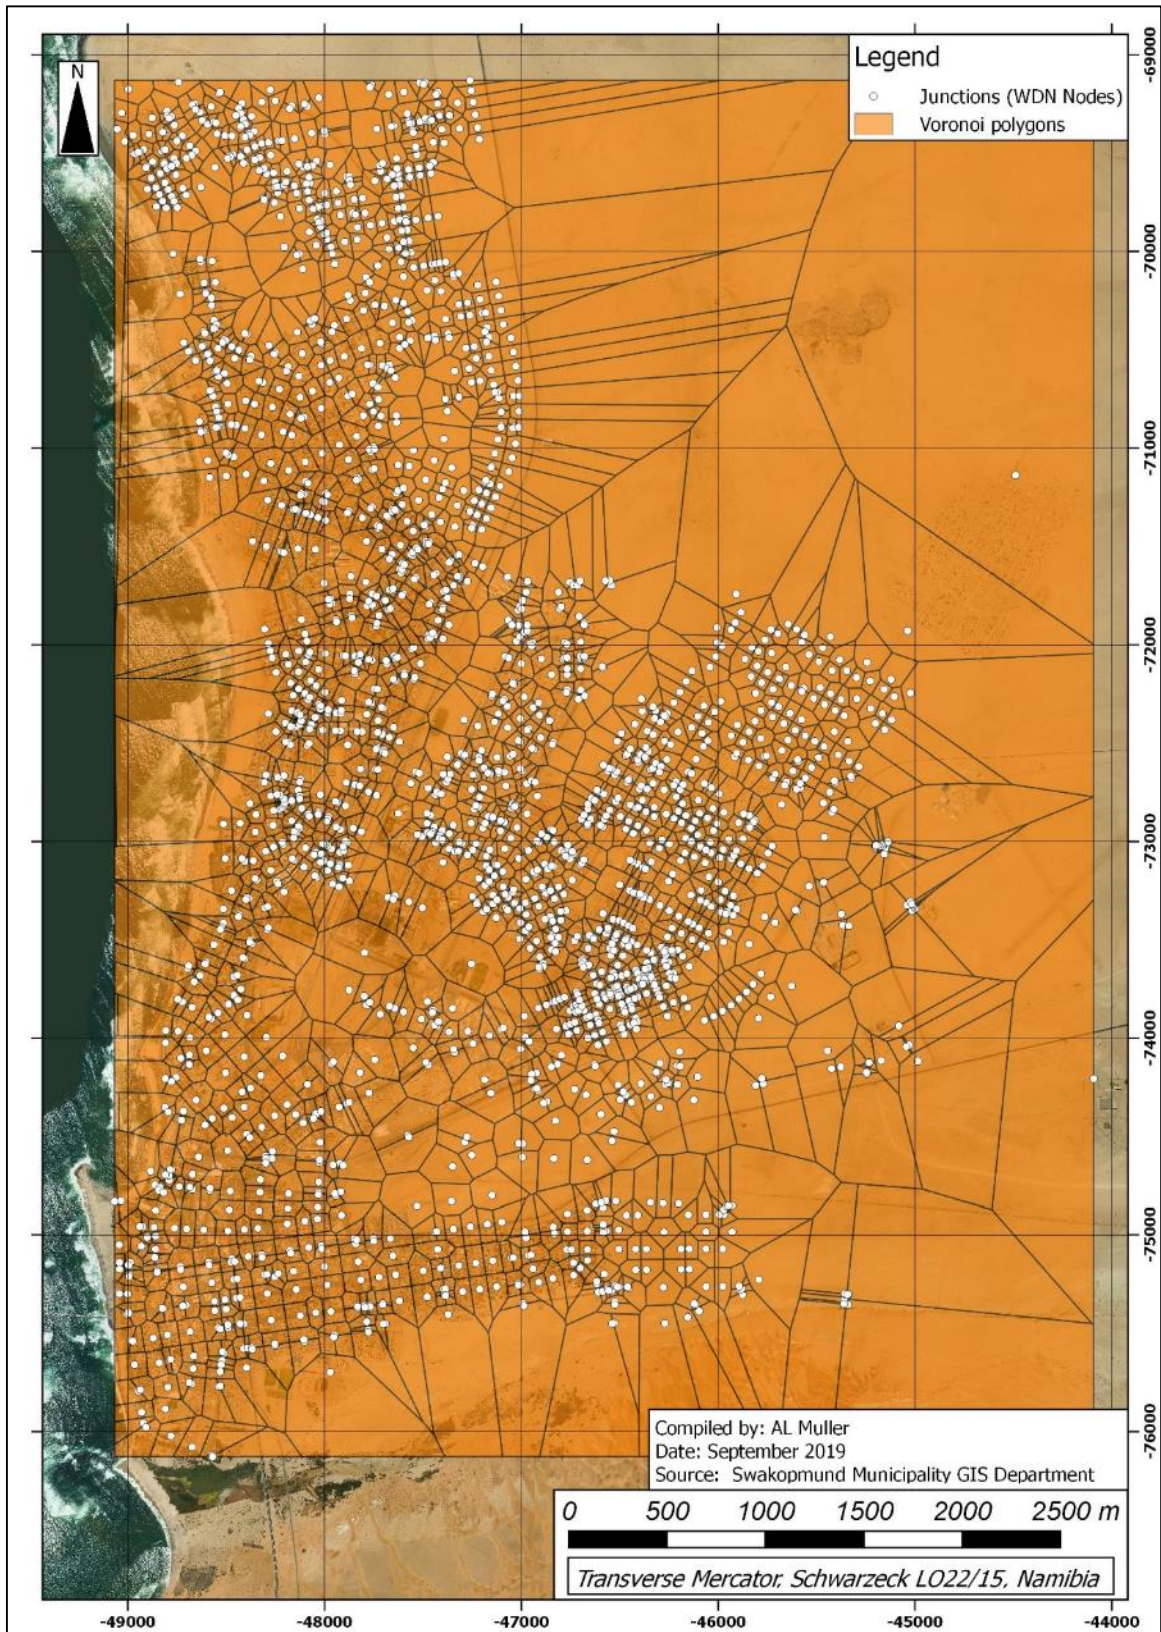 N
Legend
Junctions (WDN Nodes)
Voronoi polygons
-69000
-70000
-71000
-72000
-73000
-74000
-75000
-76000
Compiled by: AL Muller
Date: September 2019
Source: Swakopmund Municipality GIS Department
0 500 1000 1500 2000 2500 m
Transverse Mercator, Schwarzeck LO22/15, Namibia
-49000 -48000 -47000 -46000 -45000 -44000